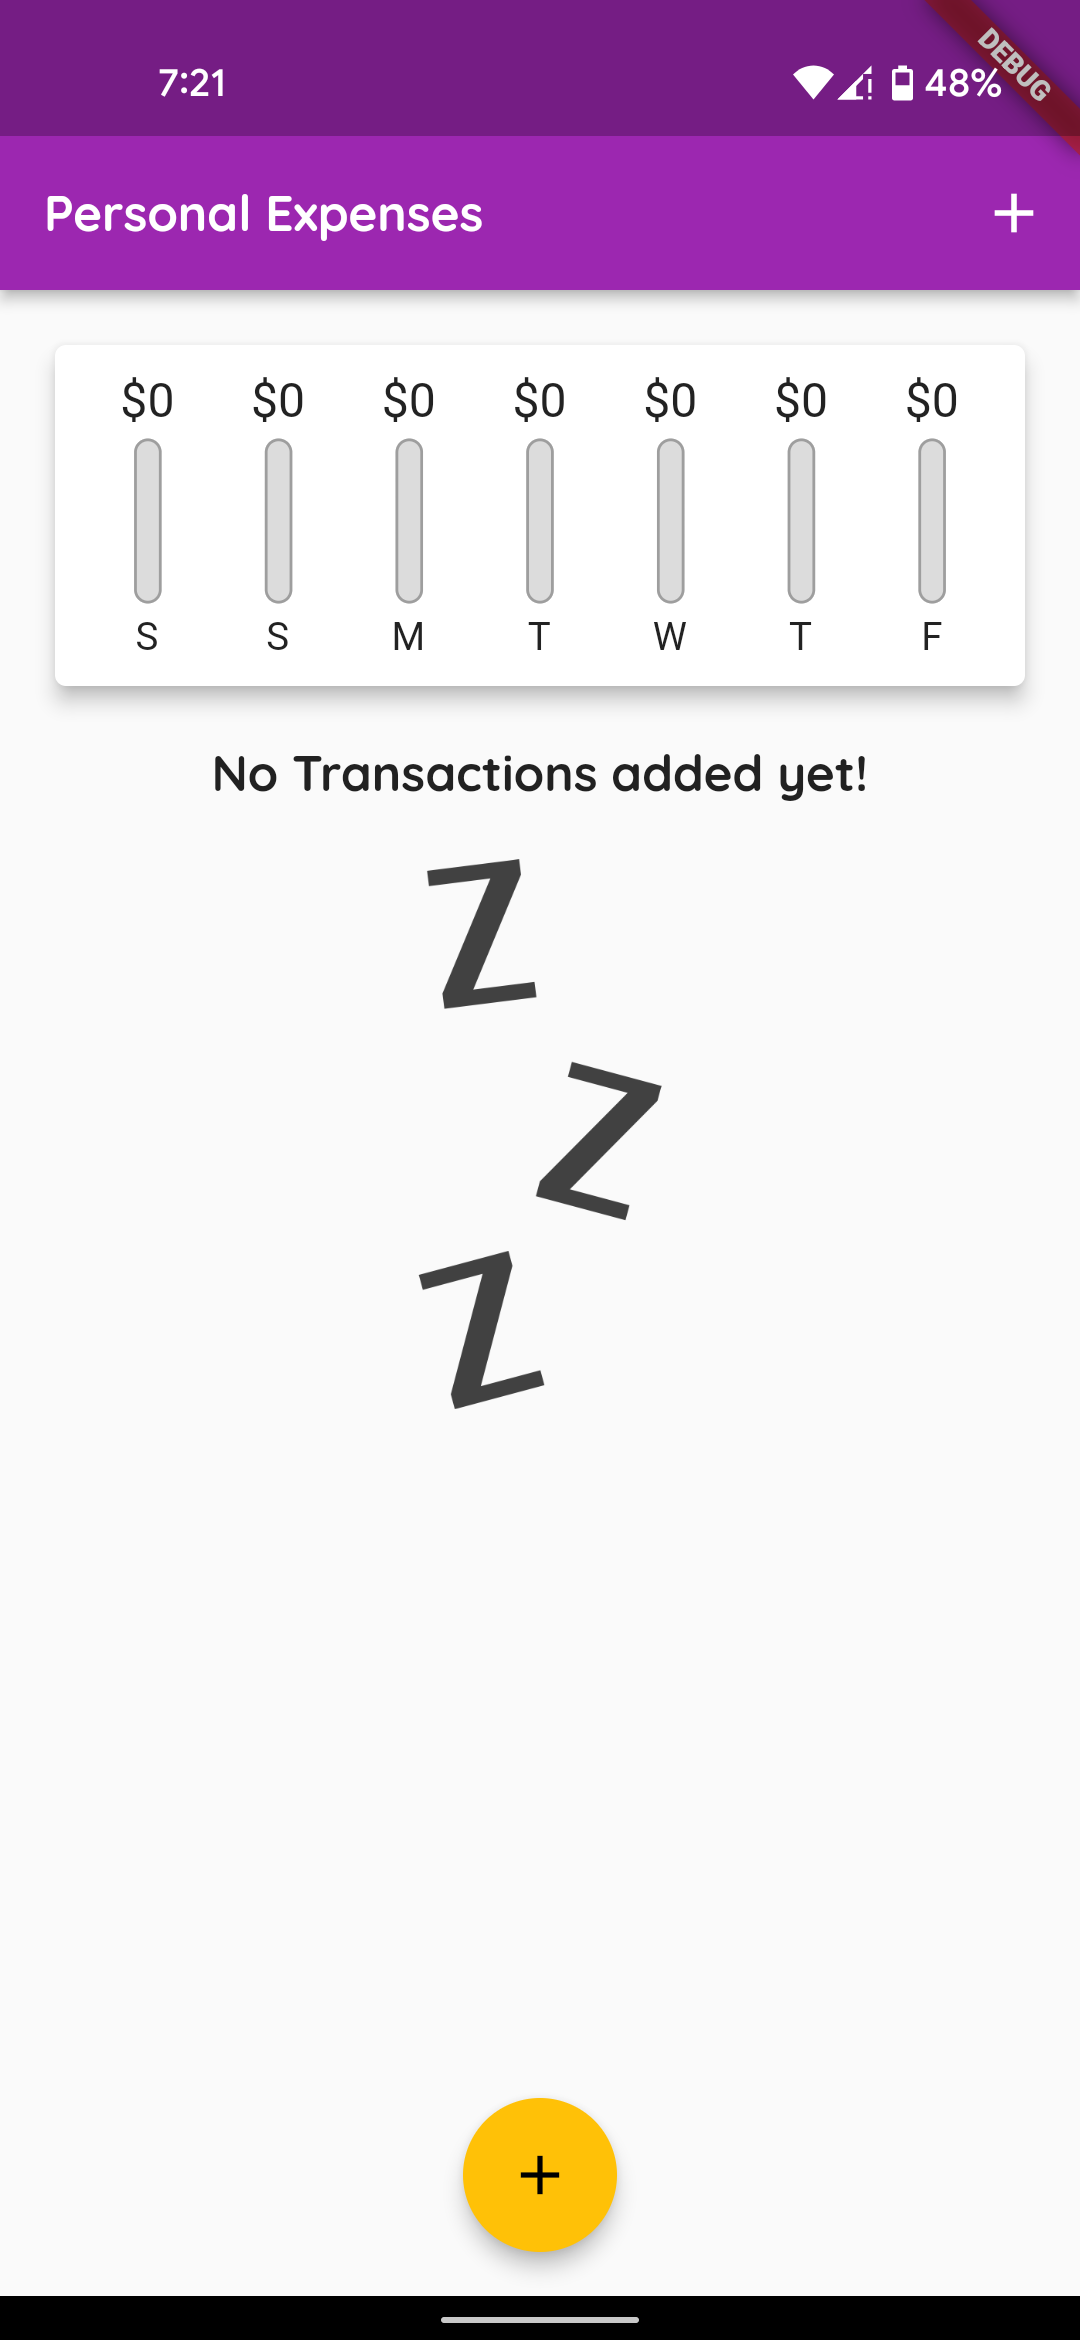 7:21 48%
DEBUG
Personal Expenses
$0 $0 $0 $0 $0 $0 $0
S S M T W T F
No Transactions added yet!
Z
Z
Z